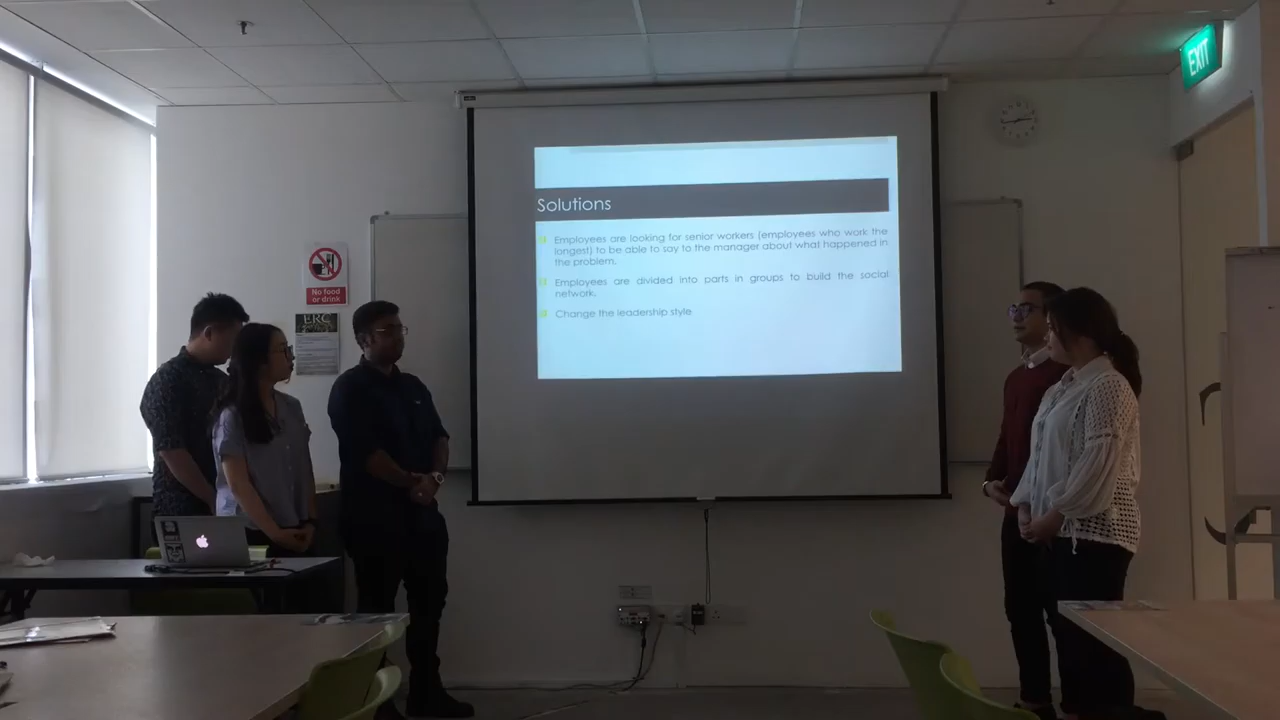 EXIT
Solutions
Employees are looking for senior workers (employees who work the
longest) to be able to say to the manager about what happened in
the problem.
Employees are divided into parts in groups to build the social
network.
Change the leadership style
No food
or drink
ERC